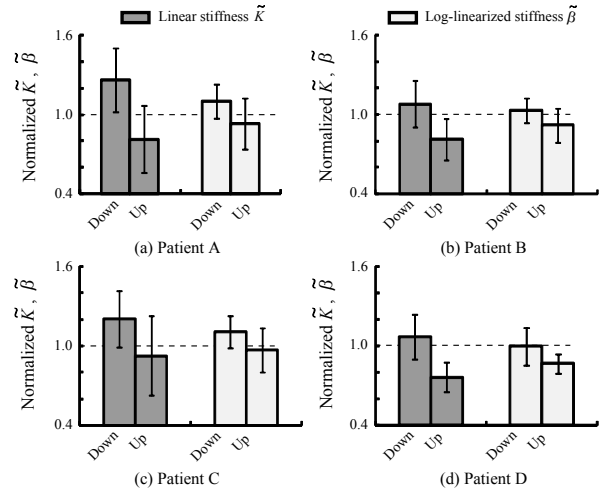 Linear stiffness K̃ Log-linearized stiffness β̃
Normalized K̃ , β̃
1.6
1.0
0.4
Down Up Down Up
(a) Patient A
Normalized K̃ , β̃
1.6
1.0
0.4
Down Up Down Up
(b) Patient B
Normalized K̃ , β̃
1.6
1.0
0.4
Down Up Down Up
(c) Patient C
Normalized K̃ , β̃
1.6
1.0
0.4
Down Up Down Up
(d) Patient D